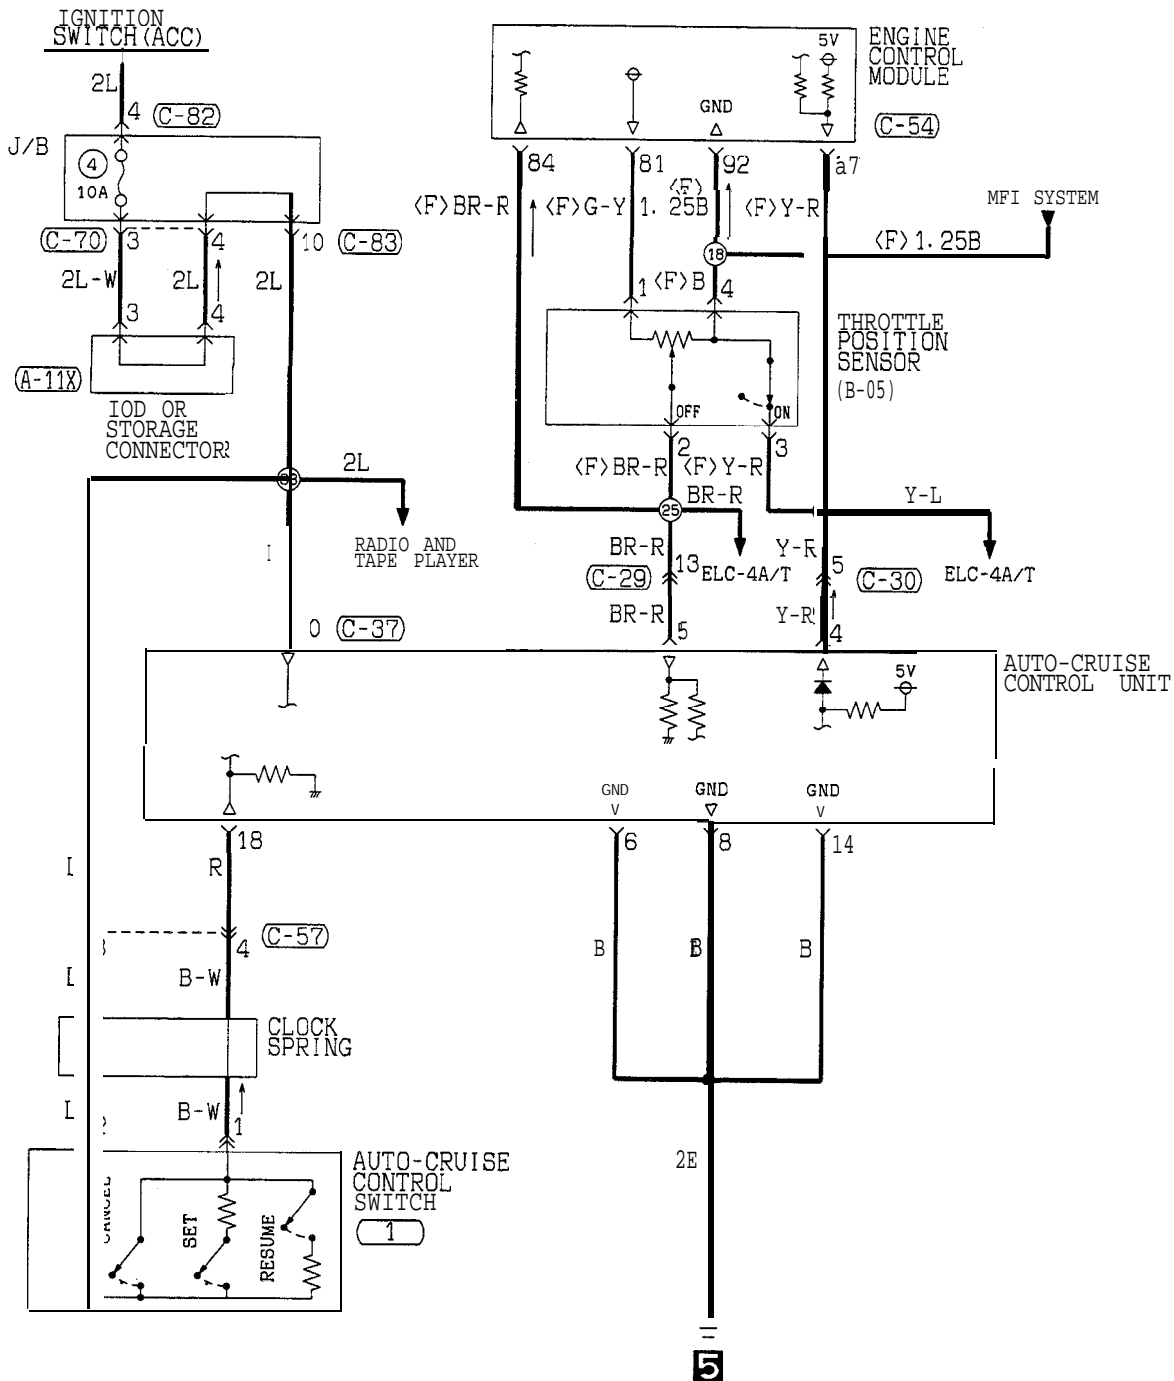 IGNITION
SWITCH(ACC)
2L
4
C-82
J/B
4
10A
C-70
3
4
10
C-83
2L-W
2L
2L
3
4
A-11X
IOD OR
STORAGE
CONNECTOR
2L
RADIO AND
TAPE PLAYER
I
0
C-37
ENGINE
CONTROL
MODULE
5V
GND
C-54
84
81
92
a7
<F>BR-R
<F>G-Y
<F>
1.25B
<F>Y-R
MFI SYSTEM
<F>1.25B
18
1
<F>B
4
THROTTLE
POSITION
SENSOR
(B-05)
OFF
ON
2
3
<F>BR-R
<F>Y-R
25
BR-R
Y-L
BR-R
13
C-29
ELC-4A/T
Y-R
5
C-30
ELC-4A/T
BR-R
5
Y-R
4
AUTO-CRUISE
CONTROL UNIT
5V
GND
GND
GND
18
6
8
14
R
C-57
4
B
B
B
B-W
CLOCK
SPRING
B-W
1
2E
AUTO-CRUISE
CONTROL
SWITCH
1
SET
RESUME
5